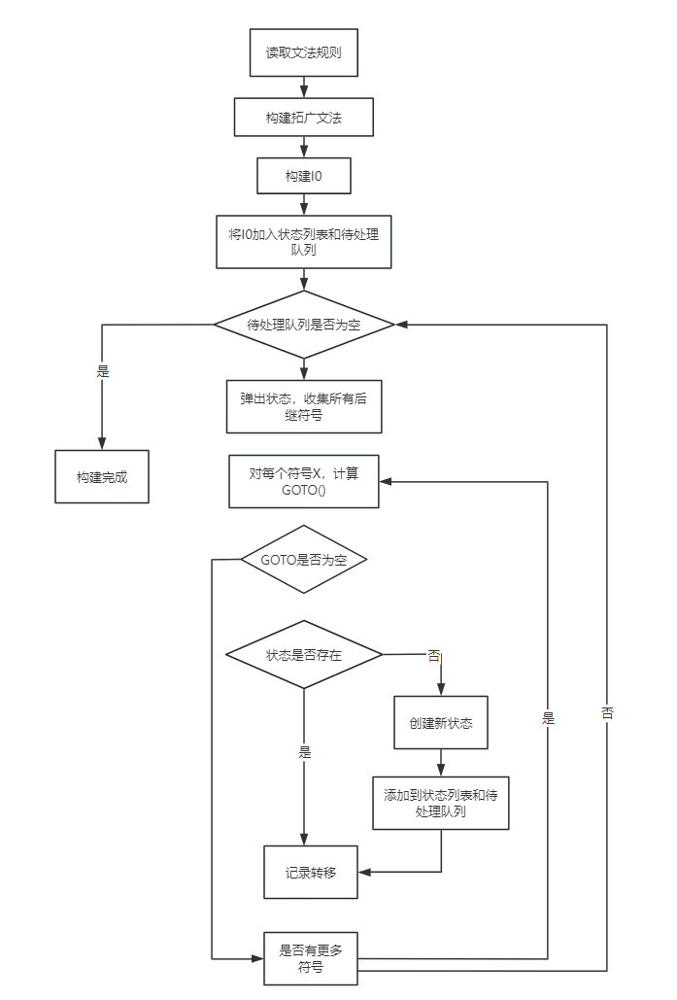 读取文法规则
构建拓广文法
构建I0
将I0加入状态列表和待处理
队列
待处理队列是否为空
是
弹出状态，收集所有后
继符号
构建完成
对每个符号X，计算
GOTO()
GOTO是否为空
状态是否存在
否
创建新状态
是
否
是
添加到状态列表和待
处理队列
记录转移
是否有更多
符号